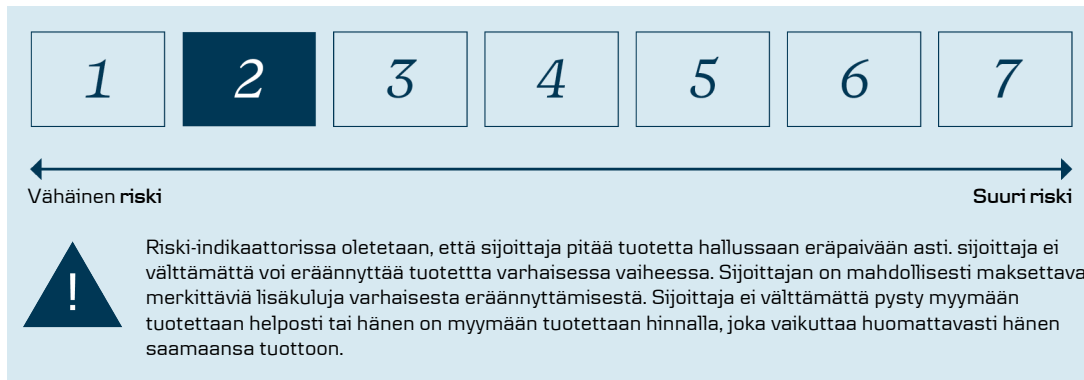 1 2 3 4 5 6 7
Vähäinen riski Suuri riski
!
Riski-indikaattorissa oletetaan, että sijoittaja pitää tuotetta hallussaan eräpaivään asti. sijoittaja ei
välttämättä voi eräännyttää tuotettta varhaisessa vaiheessa. Sijoittajan on mahdollisesti maksettava
merkittäviä lisäkuluja varhaisesta eräännyttämisestä. Sijoittaja ei välttämättä pysty myymään
tuotettaan helposti tai hänen on myymään tuotettaan hinnalla, joka vaikuttaa huomattavasti hänen
saamaansa tuottoon.